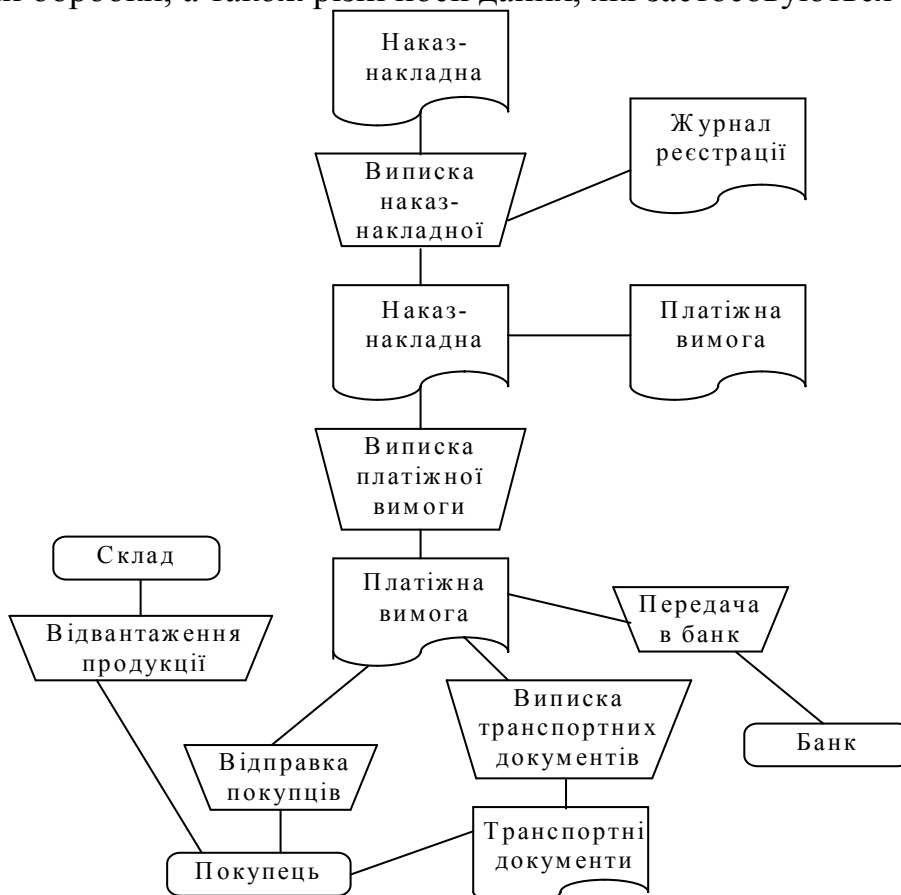 обробки, а також різні носії даних, які застосовуються
Наказ-
накладна
Журнал
реєстрації
Виписка
наказ-
накладної
Наказ-
накладна
Платіжна
вимога
Виписка
платіжної
вимоги
Склад
Платіжна
вимога
Передача
в банк
Відвантаження
продукції
Виписка
транспортних
документів
Банк
Відправка
покупців
Транспортні
документи
Покупець